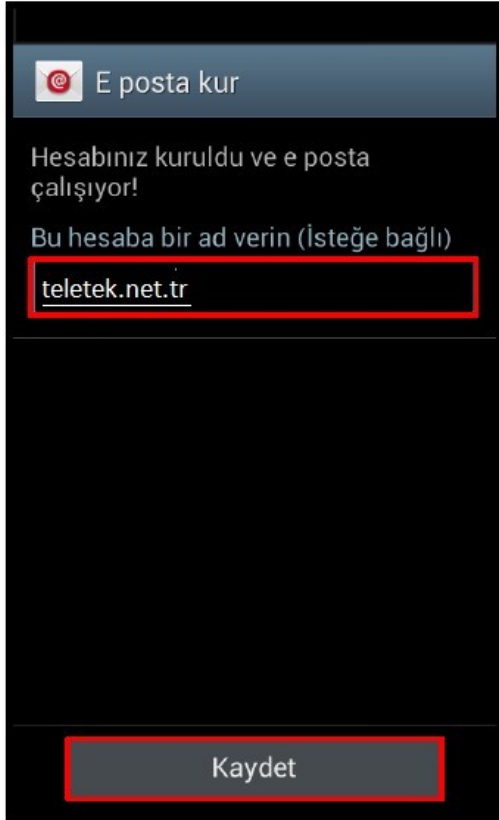 E posta kur
Hesabınız kuruldu ve e posta
çalışıyor!
Bu hesaba bir ad verin (İsteğe bağlı)
teletek.net.tr
Kaydet